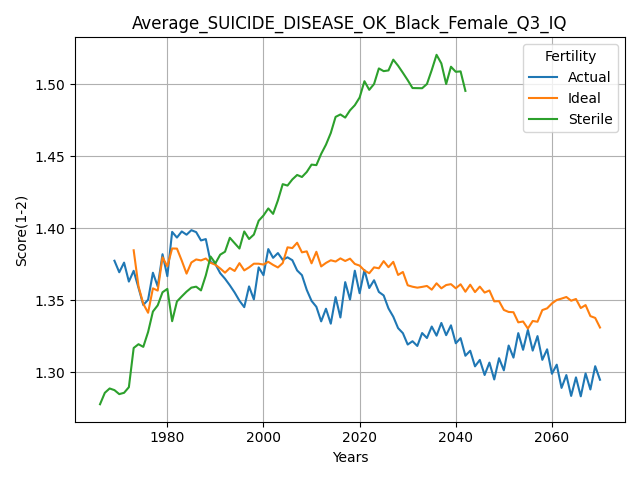 Average_SUICIDE_DISEASE_OK_Black_Female_Q3_IQ
Fertility
Actual
Ideal
Sterile
Score(1-2)
1.50
1.45
1.40
1.35
1.30
1980 2000 2020 2040 2060
Years